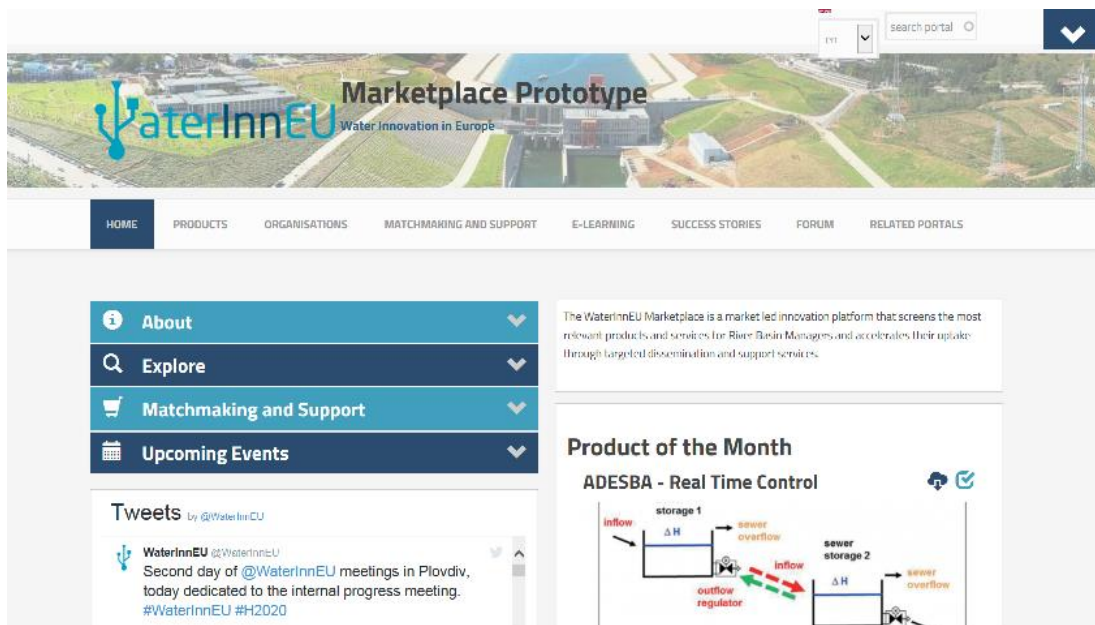 search portal
WaterInnEU
Marketplace Prototype
Water Innovation in Europe
HOME PRODUCTS ORGANISATIONS MATCHMAKING AND SUPPORT E-LEARNING SUCCESS STORIES FORUM RELATED PORTALS
About
Explore
Matchmaking and Support
Upcoming Events
Tweets by @WaterInnEU
WaterInnEU @WaterInnEU
Second day of @WaterInnEU meetings in Plovdiv,
today dedicated to the internal progress meeting.
#WaterInnEU #H2020
The WaterInnEU Marketplace is a market led innovation platform that screens the most
relevant products and services for River Basin Managers and accelerates their uptake
through targeted dissemination and support services.
Product of the Month
ADESBA - Real Time Control
storage 1
inflow
Δ H
sewer
overflow
sewer
storage 2
inflow
Δ H
sewer
overflow
outflow
regulator